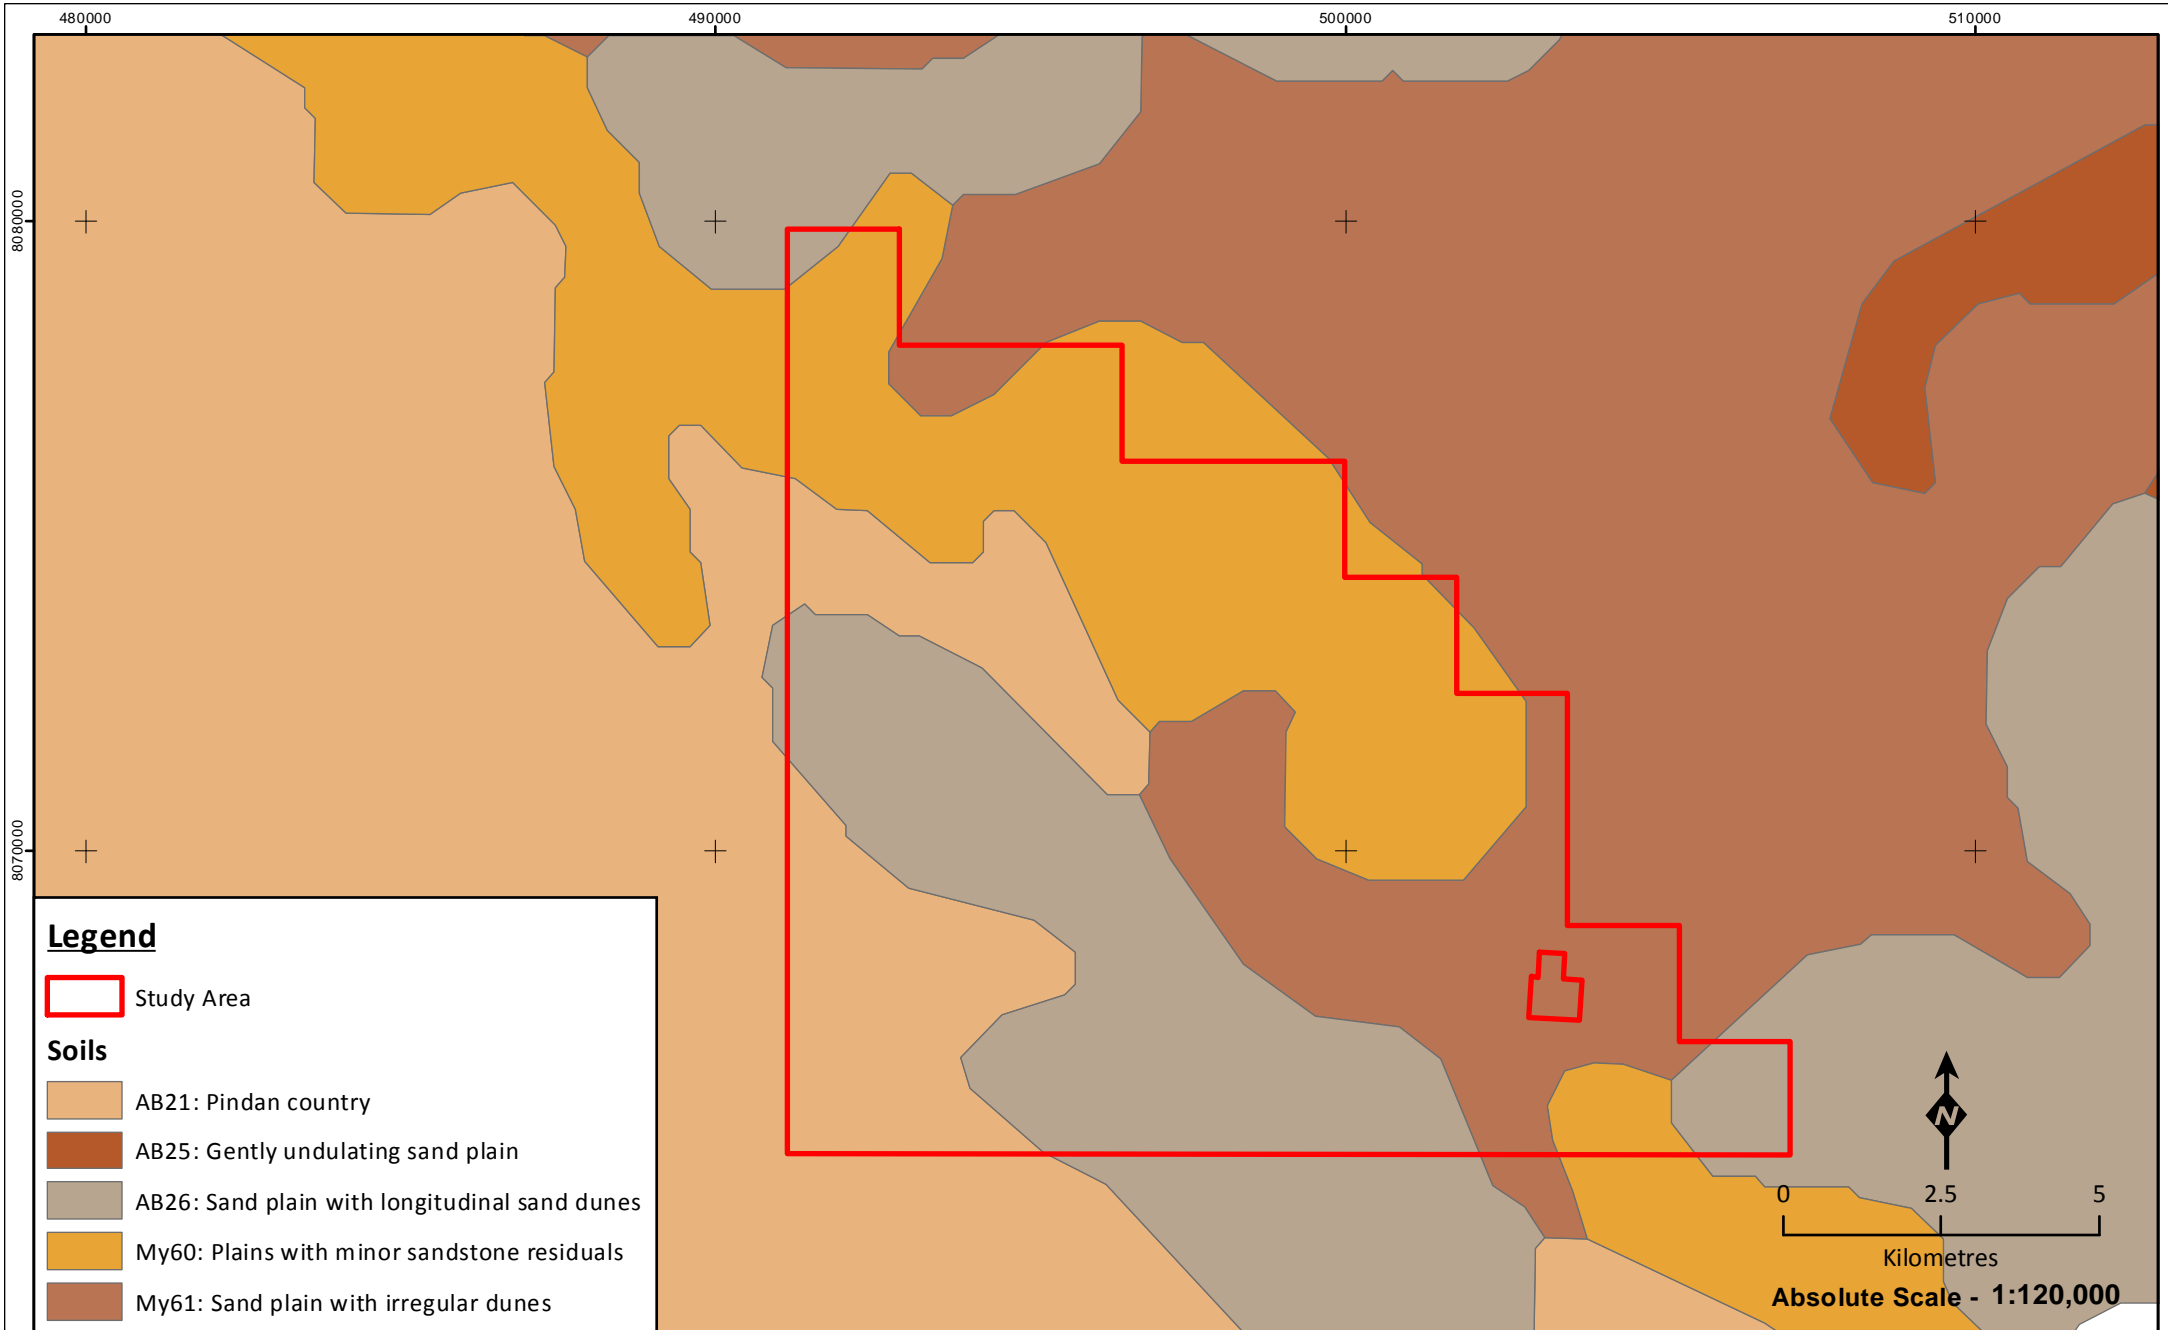 480000
490000
500000
510000
8080000
8070000
Legend
Study Area
Soils
AB21: Pindan country
AB25: Gently undulating sand plain
AB26: Sand plain with longitudinal sand dunes
My60: Plains with minor sandstone residuals
My61: Sand plain with irregular dunes
N
0 2.5 5
Kilometres
Absolute Scale - 1:120,000